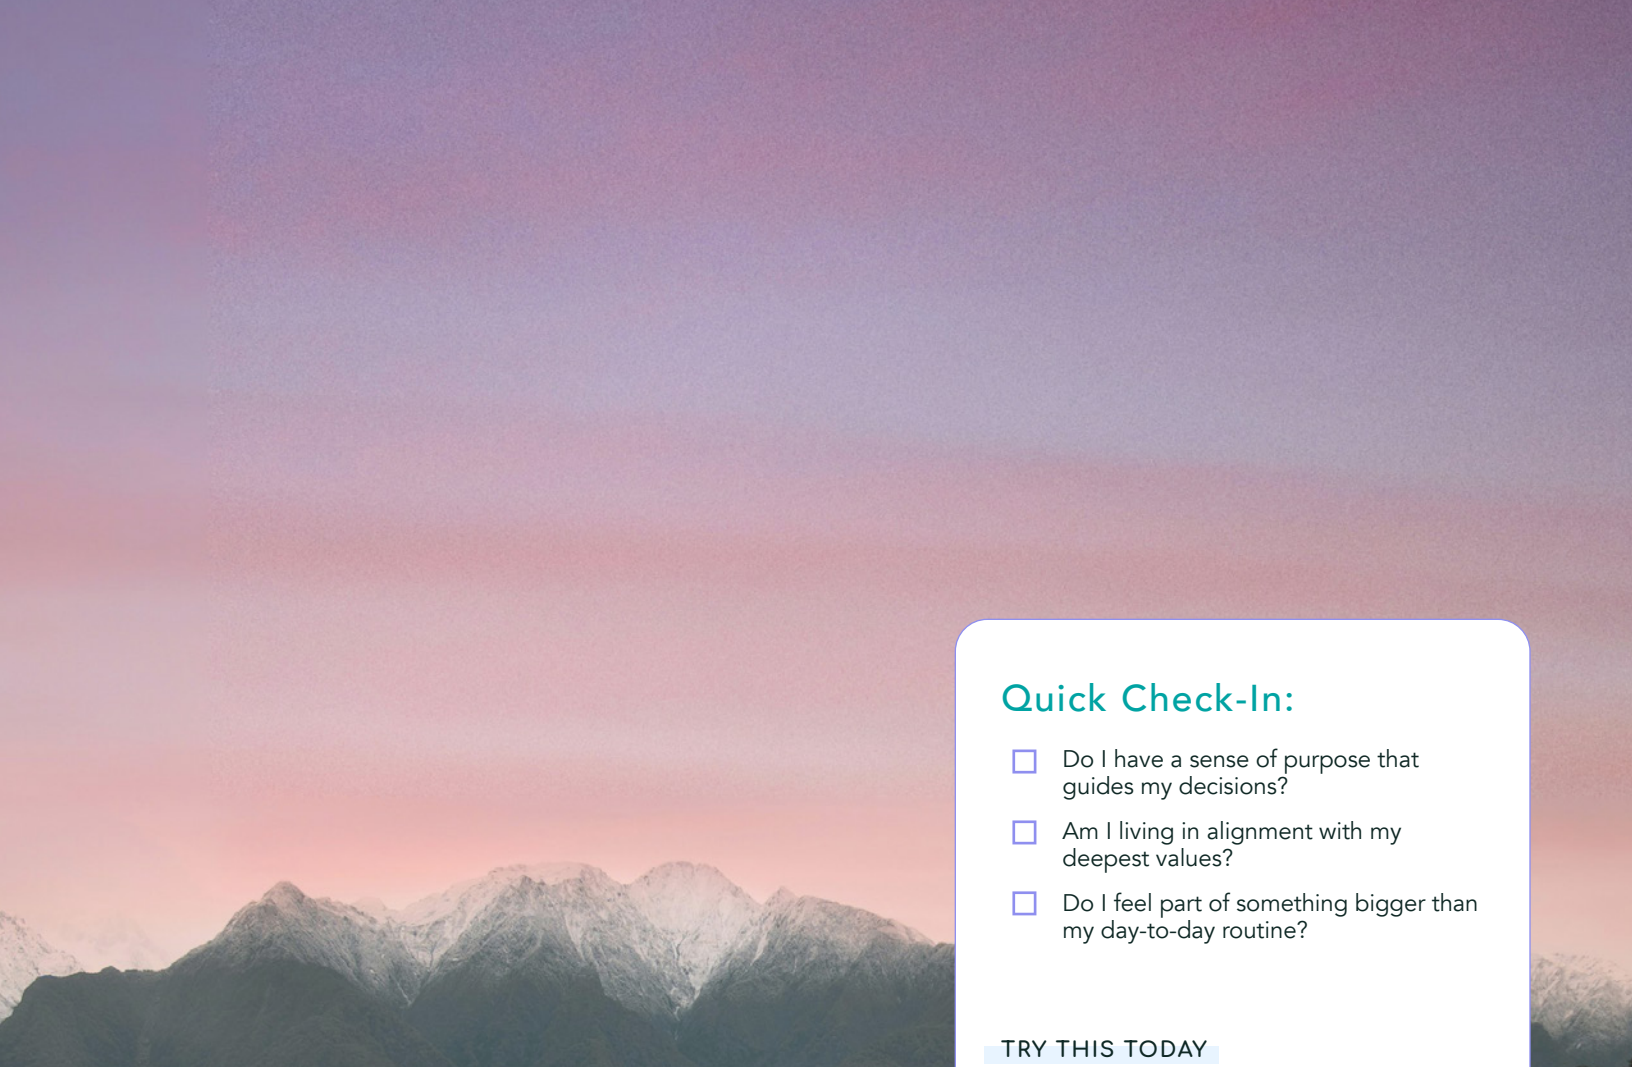 Quick Check-In:
Do I have a sense of purpose that
guides my decisions?
Am I living in alignment with my
deepest values?
Do I feel part of something bigger than
my day-to-day routine?
TRY THIS TODAY